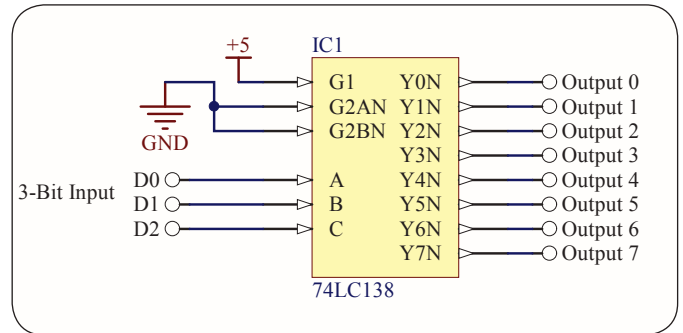 +5
IC1
G1 Y0N Output 0
G2AN Y1N Output 1
G2BN Y2N Output 2
GND
Y3N Output 3
3-Bit Input
D0 A Y4N Output 4
D1 B Y5N Output 5
D2 C Y6N Output 6
Y7N Output 7
74LC138